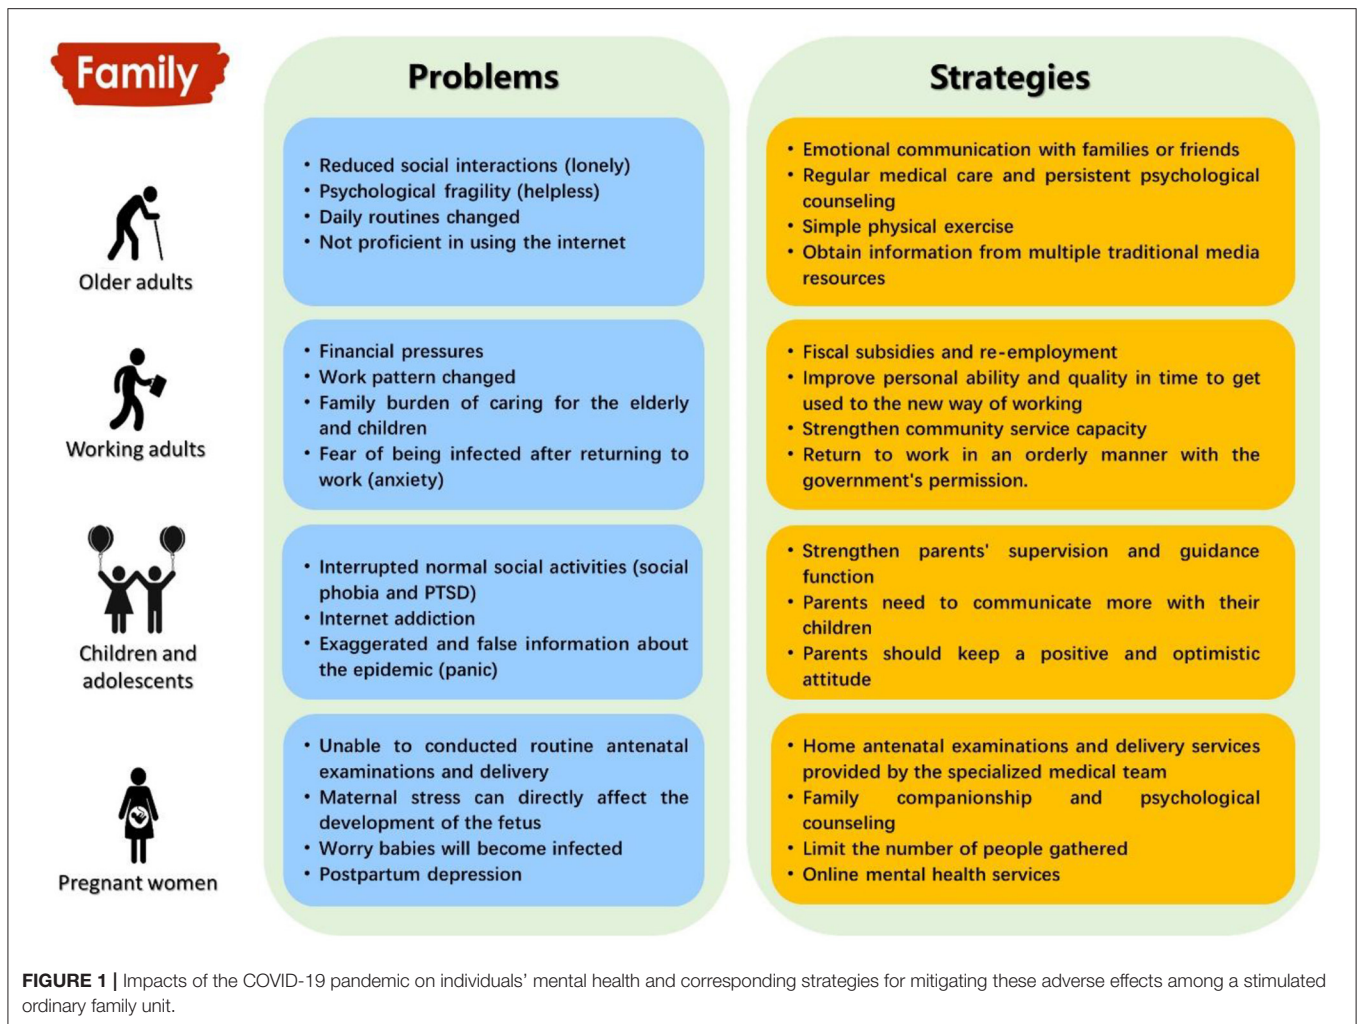 Family
Problems
Strategies
Older adults
• Reduced social interactions (lonely)
• Psychological fragility (helpless)
• Daily routines changed
• Not proficient in using the internet
• Emotional communication with families or friends
• Regular medical care and persistent psychological
counseling
• Simple physical exercise
• Obtain information from multiple traditional media
resources
Working adults
• Financial pressures
• Work pattern changed
• Family burden of caring for the elderly
and children
• Fear of being infected after returning to
work (anxiety)
• Fiscal subsidies and re-employment
• Improve personal ability and quality in time to get
used to the new way of working
• Strengthen community service capacity
• Return to work in an orderly manner with the
government's permission.
Children and
adolescents
• Interrupted normal social activities (social
phobia and PTSD)
• Internet addiction
• Exaggerated and false information about
the epidemic (panic)
• Strengthen parents' supervision and guidance
function
• Parents need to communicate more with their
children
• Parents should keep a positive and optimistic
attitude
Pregnant women
• Unable to conducted routine antenatal
examinations and delivery
• Maternal stress can directly affect the
development of the fetus
• Worry babies will become infected
• Postpartum depression
• Home antenatal examinations and delivery services
provided by the specialized medical team
• Family companionship and psychological
counseling
• Limit the number of people gathered
• Online mental health services
FIGURE 1 | Impacts of the COVID-19 pandemic on individuals' mental health and corresponding strategies for mitigating these adverse effects among a stimulated
ordinary family unit.